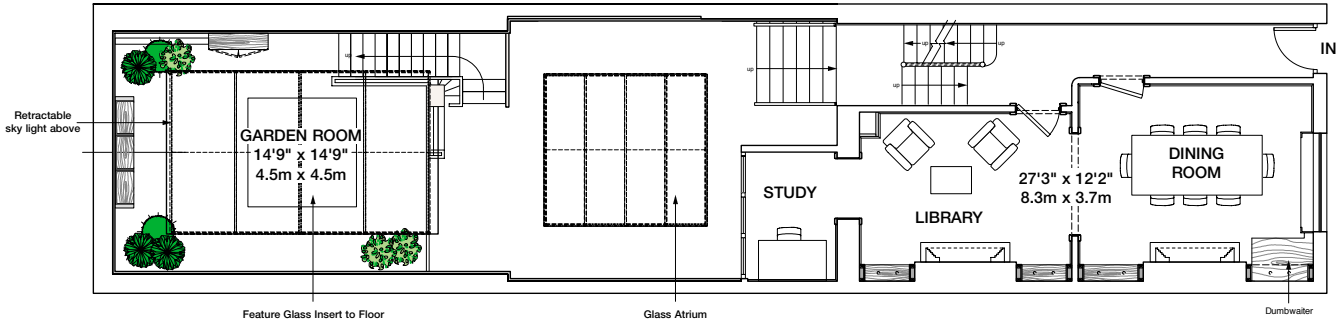 IN
up
up
up
up
up
Retractable
sky light above
GARDEN ROOM
14'9" x 14'9"
4.5m x 4.5m
STUDY
LIBRARY
27'3" x 12'2"
8.3m x 3.7m
DINING
ROOM
Feature Glass Insert to Floor
Glass Atrium
Dumbwaiter